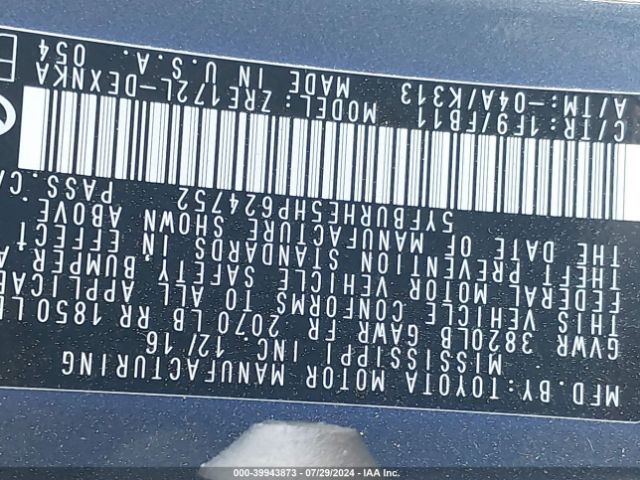 MFD.BY:TOYOTA MOTOR MANUFACTURING
MISSISSIPPI INC. 12/16
GVWR 3820LB GAWR FR 2070LB RR 1850
THIS VEHICLE CONFORMS TO ALL
FEDERAL MOTOR VEHICLE SAFETY BUMPER
THEFT PREVENTION STANDARDS IN EFFECT
THE DATE OF MANUFACTURE SHOWN ABOVE
5YFBURHE5HP624752 PASS.
C/TR:1F9/FB11 MODEL:ZRE172L-DEXNKA
A/TM:-04A/K313 MADE IN U.S.A. 054
000-39943873 | 07/29/2024 | IAA Inc.